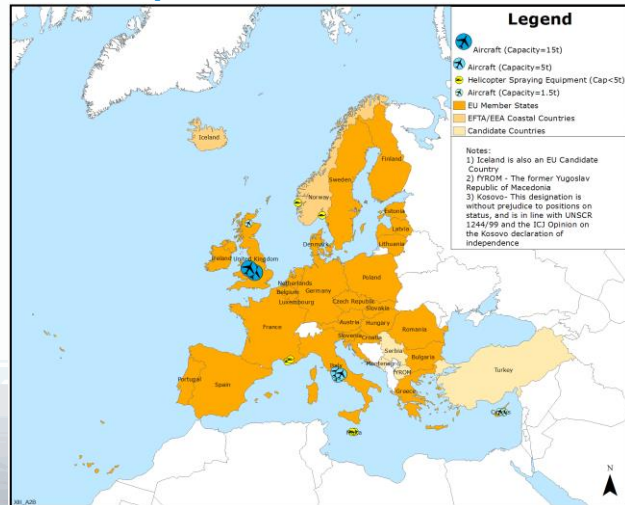 Legend
Aircraft (Capacity=15t)
Aircraft (Capacity=5t)
Helicopter Spraying Equipment (Cap<5t)
Aircraft (Capacity=1.5t)
EU Member States
EFTA/EEA Coastal Countries
Candidate Countries
Notes:
1) Iceland is also an EU Candidate
Country
2) fYROM - The former Yugoslav
Republic of Macedonia
3) Kosovo- This designation is
without prejudice to positions on
status, and is in line with UNSCR
1244/99 and the ICJ Opinion on
the Kosovo declaration of
independence
Iceland
Finland
Sweden
Norway
Estonia
Latvia
Lithuania
Denmark
Ireland
United Kingdom
Netherlands
Poland
Belgium
Germany
Luxembourg
Czech Republic
Slovakia
France
Austria
Hungary
Slovenia
Croatia
Romania
Serbia
Italy
Bulgaria
fYROM
Turkey
Portugal
Spain
Greece
Cyprus
Malta
N